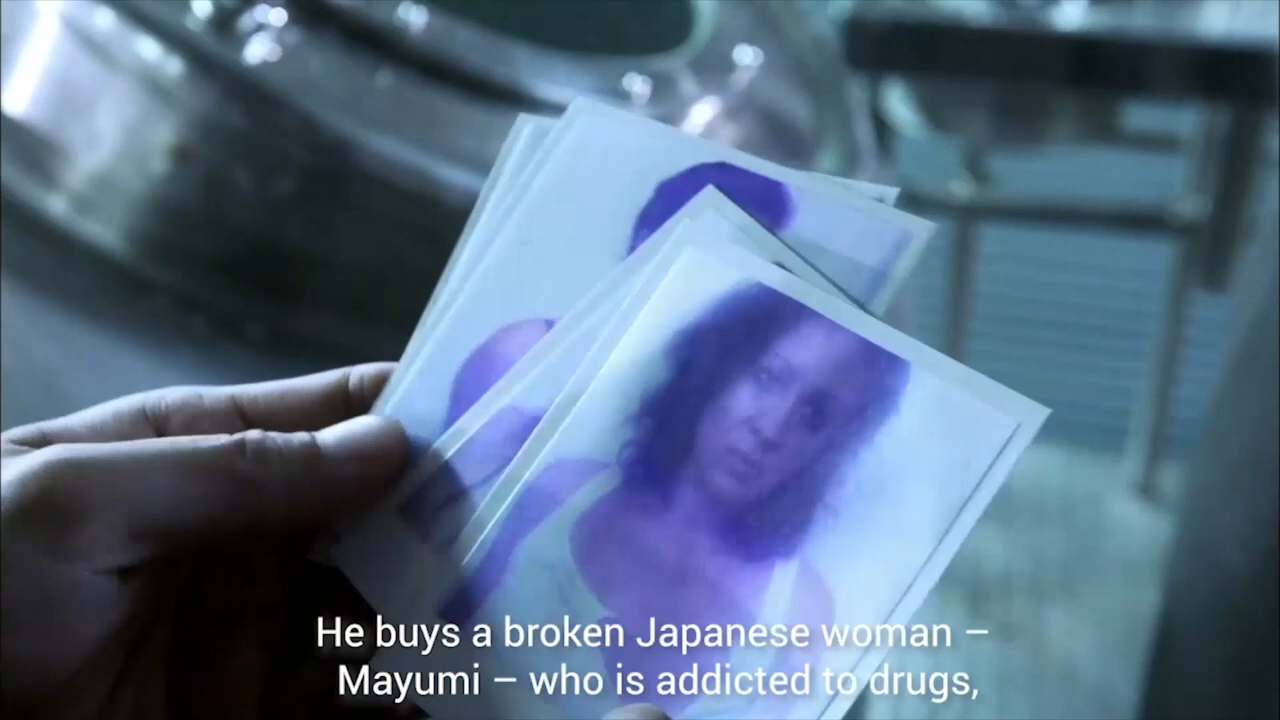 He buys a broken Japanese woman –
Mayumi – who is addicted to drugs,